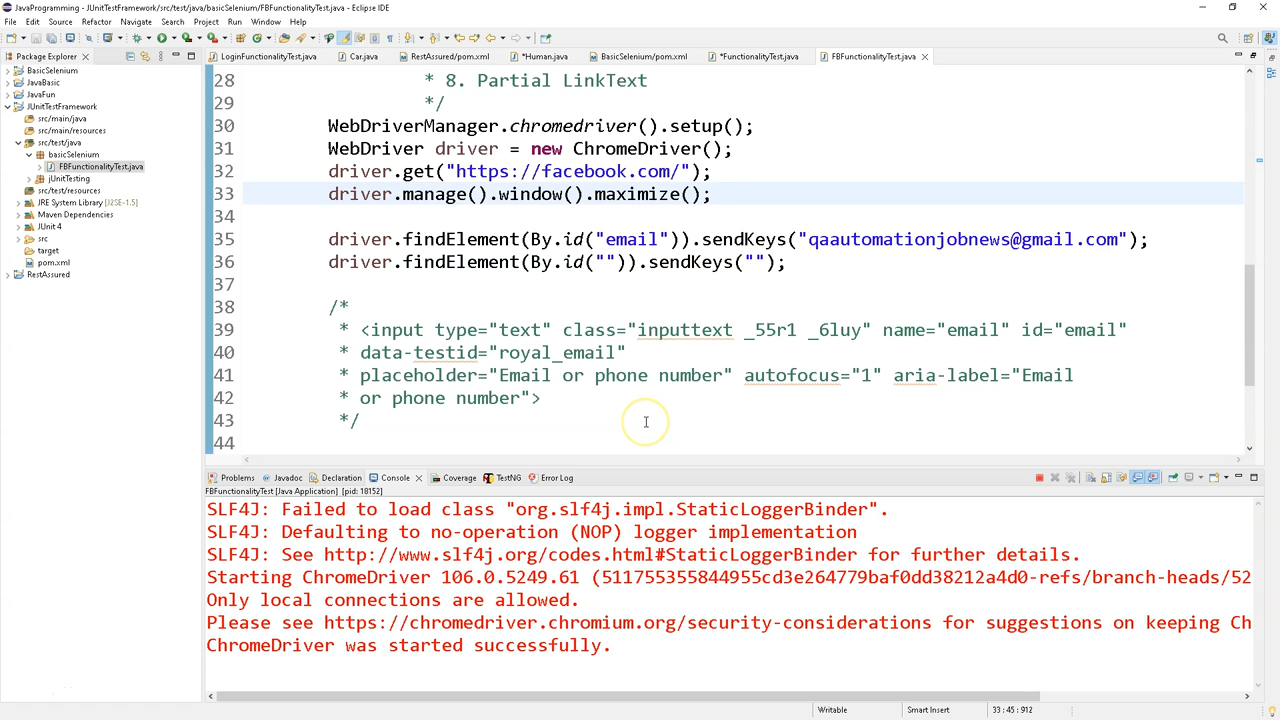 JavaProgramming - JUnitTestFramework/src/test/java/basicSelenium/FBFunctionalityTest.java - Eclipse IDE
File Edit Source Refactor Navigate Search Project Run Window Help
Package Explorer
BasicSelenium
JavaBasic
JavaFun
JUnitTestFramework
src/main/java
src/main/resources
src/test/java
basicSelenium
FBFunctionalityTest.java
jUnitTesting
src/test/resources
JRE System Library [J2SE-1.5]
Maven Dependencies
JUnit 4
src
target
pom.xml
RestAssured
LoginFunctionalityTest.java Car.java RestAssured/pom.xml *Human.java BasicSelenium/pom.xml *FunctionalityTest.java FBFunctionalityTest.java
28 * 8. Partial LinkText
29 */
30 WebDriverManager.chromedriver().setup();
31 WebDriver driver = new ChromeDriver();
32 driver.get("https://facebook.com/");
33 driver.manage().window().maximize();
34
35 driver.findElement(By.id("email")).sendKeys("qaautomationjobnews@gmail.com");
36 driver.findElement(By.id("")).sendKeys("");
37
38 /*
39 * <input type="text" class="inputtext _55r1 _6luy" name="email" id="email"
40 * data-testid="royal_email"
41 * placeholder="Email or phone number" autofocus="1" aria-label="Email
42 * or phone number">
43 */
44
Problems Javadoc Declaration Console Coverage TestNG Error Log
FBFunctionalityTest [Java Application] [pid: 18152]
SLF4J: Failed to load class "org.slf4j.impl.StaticLoggerBinder".
SLF4J: Defaulting to no-operation (NOP) logger implementation
SLF4J: See http://www.slf4j.org/codes.html#StaticLoggerBinder for further details.
Starting ChromeDriver 106.0.5249.61 (511755355844955cd3e264779baf0dd38212a4d0-refs/branch-heads/52
Only local connections are allowed.
Please see https://chromedriver.chromium.org/security-considerations for suggestions on keeping Ch
ChromeDriver was started successfully.
Writable Smart Insert 33 : 45 : 912